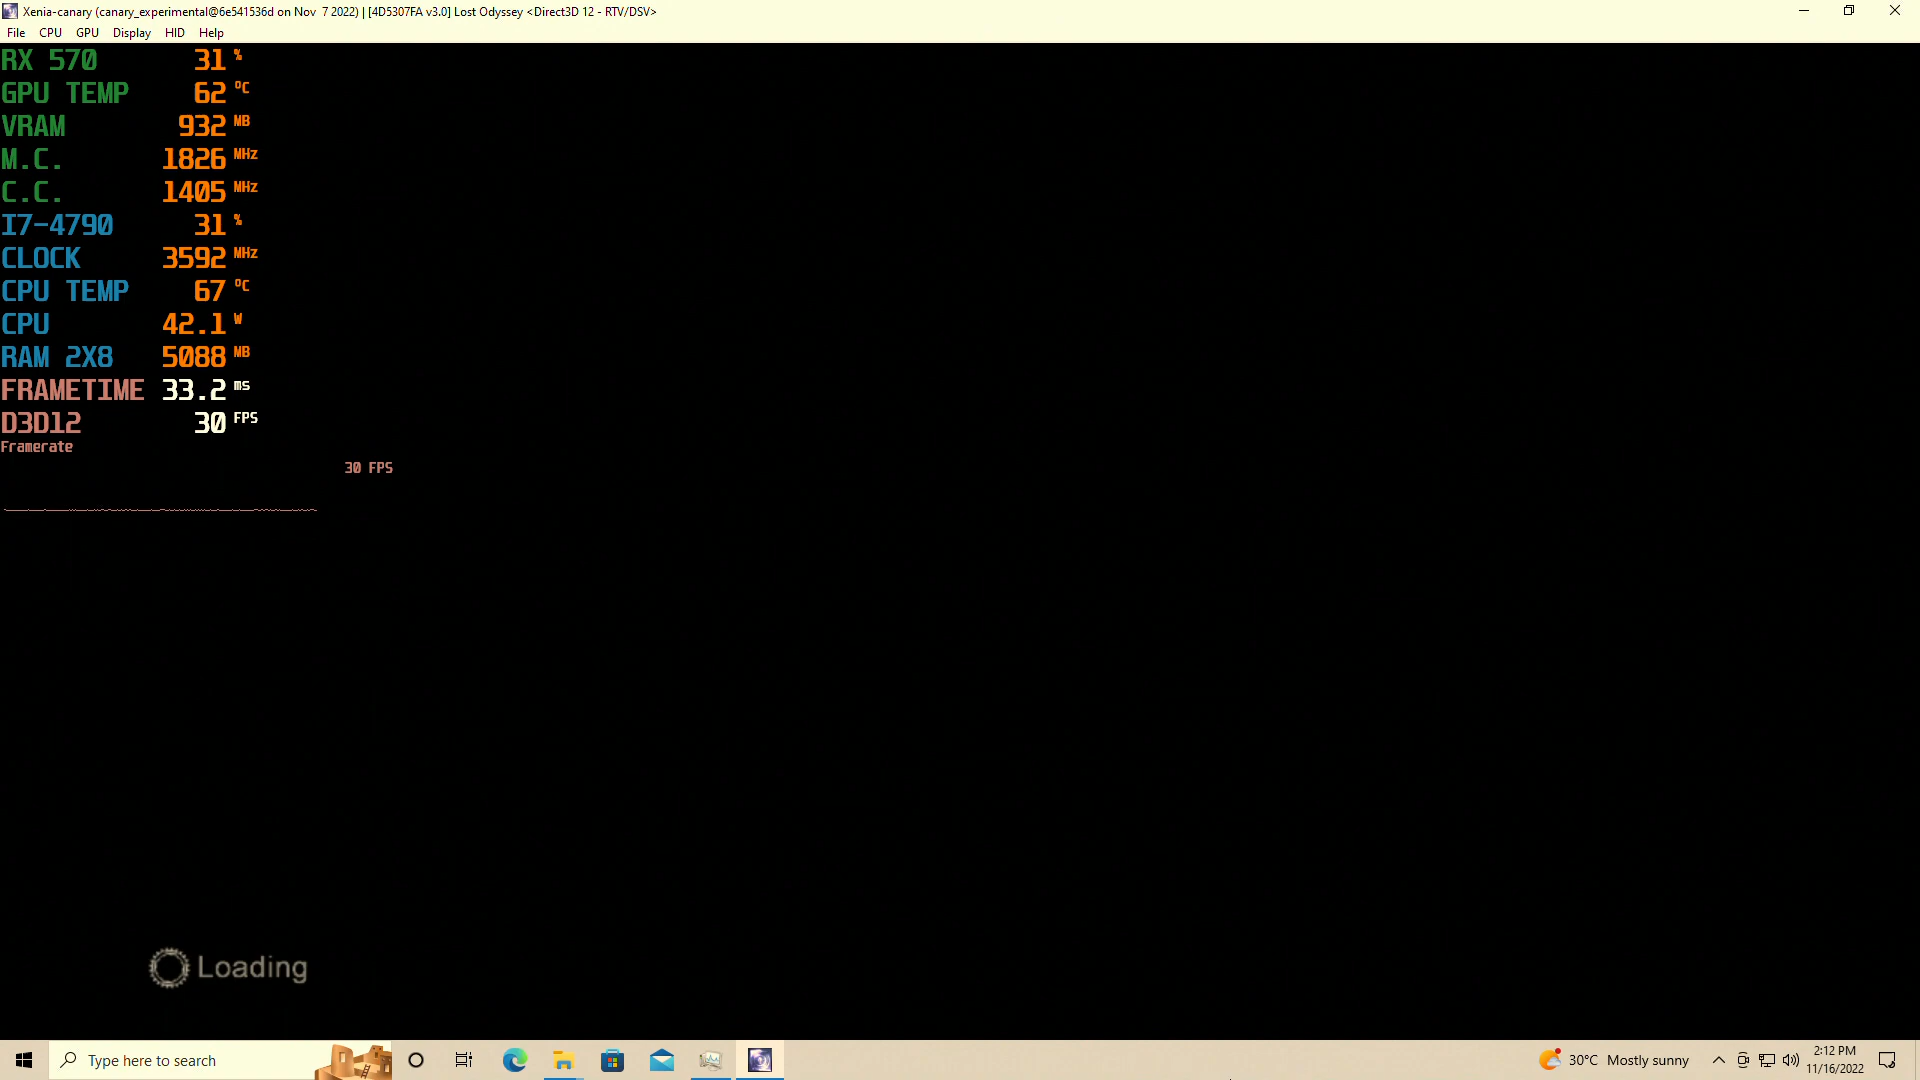 Xenia-canary (canary_experimental@6e541536d on Nov 7 2022) | [4D5307FA v3.0] Lost Odyssey <Direct3D 12 - RTV/DSV>
File CPU GPU Display HID Help
RX 570 31 %
GPU TEMP 62 °C
VRAM 932 MB
M.C. 1826 MHz
C.C. 1405 MHz
I7-4790 31 %
CLOCK 3592 MHz
CPU TEMP 67 °C
CPU 42.1 W
RAM 2X8 5088 MB
FRAMETIME 33.2 ms
D3D12 30 FPS
Framerate
30 FPS
Loading
Type here to search
30°C Mostly sunny
2:12 PM
11/16/2022